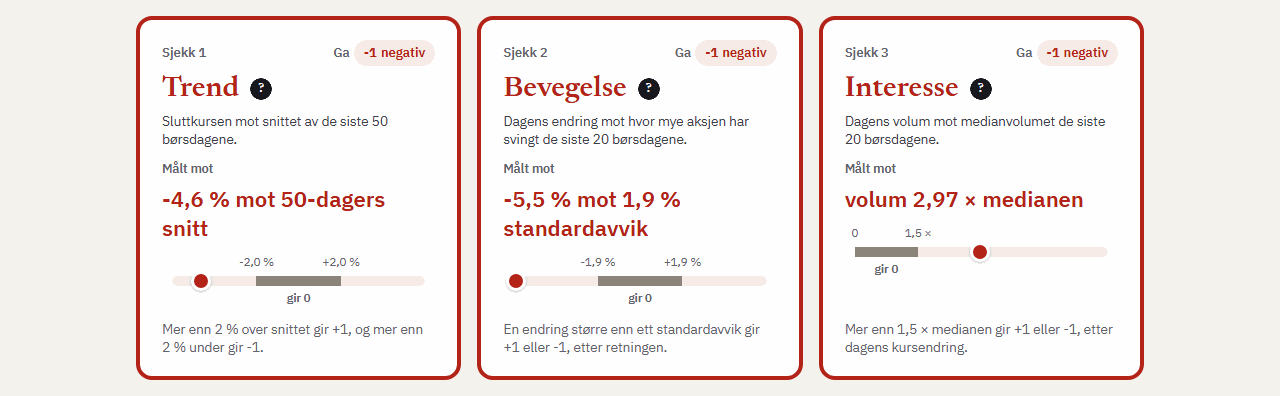 Sjekk 1
Ga -1 negativ
Trend ?
Sluttkursen mot snittet av de siste 50
børsdagene.
Målt mot
-4,6 % mot 50-dagers
snitt
-2,0 % +2,0 %
gir 0
Mer enn 2 % over snittet gir +1, og mer enn
2 % under gir -1.
Sjekk 2
Ga -1 negativ
Bevegelse ?
Dagens endring mot hvor mye aksjen har
svingt de siste 20 børsdagene.
Målt mot
-5,5 % mot 1,9 %
standardavvik
-1,9 % +1,9 %
gir 0
En endring større enn ett standardavvik gir
+1 eller -1, etter retningen.
Sjekk 3
Ga -1 negativ
Interesse ?
Dagens volum mot medianvolumet de siste
20 børsdagene.
Målt mot
volum 2,97 × medianen
0 1,5 ×
gir 0
Mer enn 1,5 × medianen gir +1 eller -1, etter
dagens kursendring.